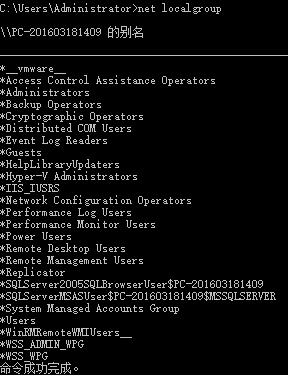 C:\Users\Administrator>net localgroup
\\PC-201603181409 的别名
*__vmware__
*Access Control Assistance Operators
*Administrators
*Backup Operators
*Cryptographic Operators
*Distributed COM Users
*Event Log Readers
*Guests
*HelpLibraryUpdaters
*Hyper-V Administrators
*IIS_IUSRS
*Network Configuration Operators
*Performance Log Users
*Performance Monitor Users
*Power Users
*Remote Desktop Users
*Remote Management Users
*Replicator
*SQLServer2005SQLBrowserUser$PC-201603181409
*SQLServerMSASUser$PC-201603181409$MSSQLSERVER
*System Managed Accounts Group
*Users
*WinRMRemoteWMIUsers__
*WSS_ADMIN_WPG
*WSS_WPG
命令成功完成。